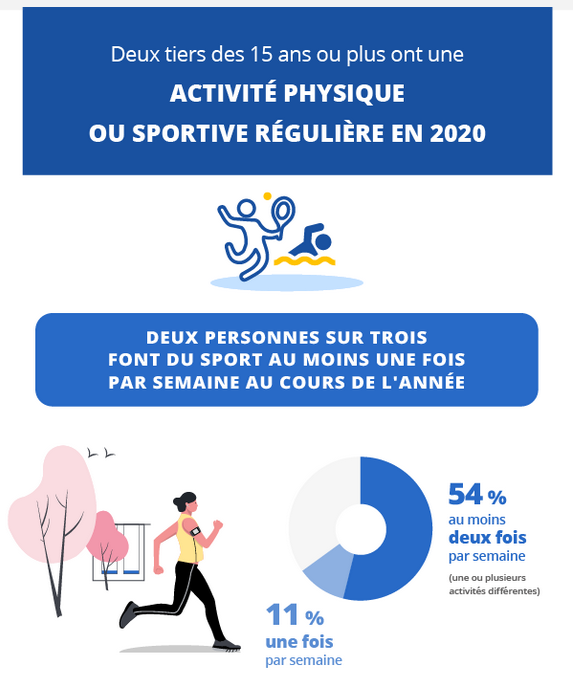 Deux tiers des 15 ans ou plus ont une
ACTIVITÉ PHYSIQUE
OU SPORTIVE RÉGULIÈRE EN 2020
DEUX PERSONNES SUR TROIS
FONT DU SPORT AU MOINS UNE FOIS
PAR SEMAINE AU COURS DE L'ANNÉE
54 %
au moins
deux fois
par semaine
(une ou plusieurs
activités différentes)
11 %
une fois
par semaine